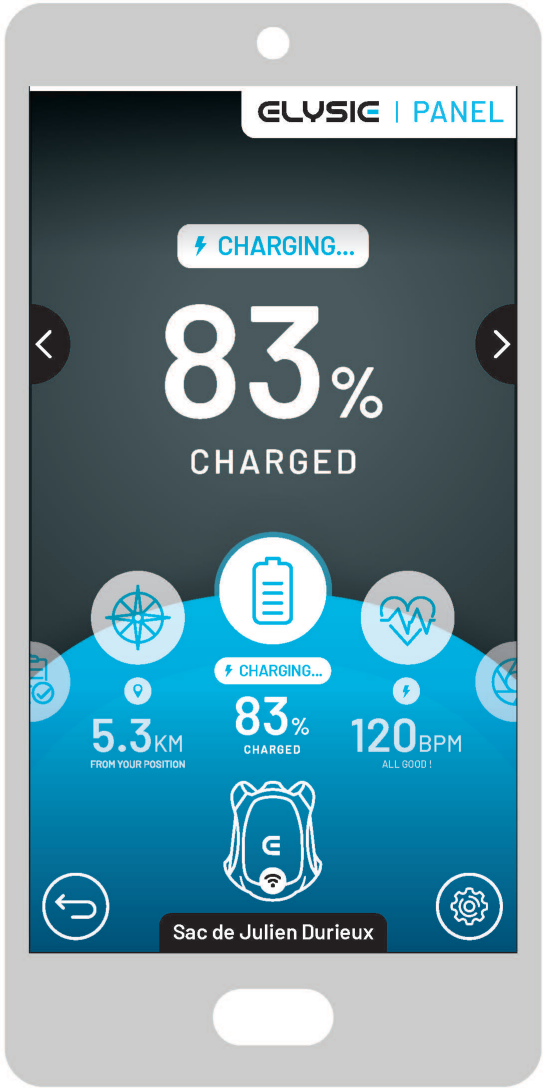 ELYSIE | PANEL
CHARGING...
83%
CHARGED
CHARGING...
83%
CHARGED
5.3KM
FROM YOUR POSITION
120BPM
ALL GOOD !
E
Sac de Julien Durieux